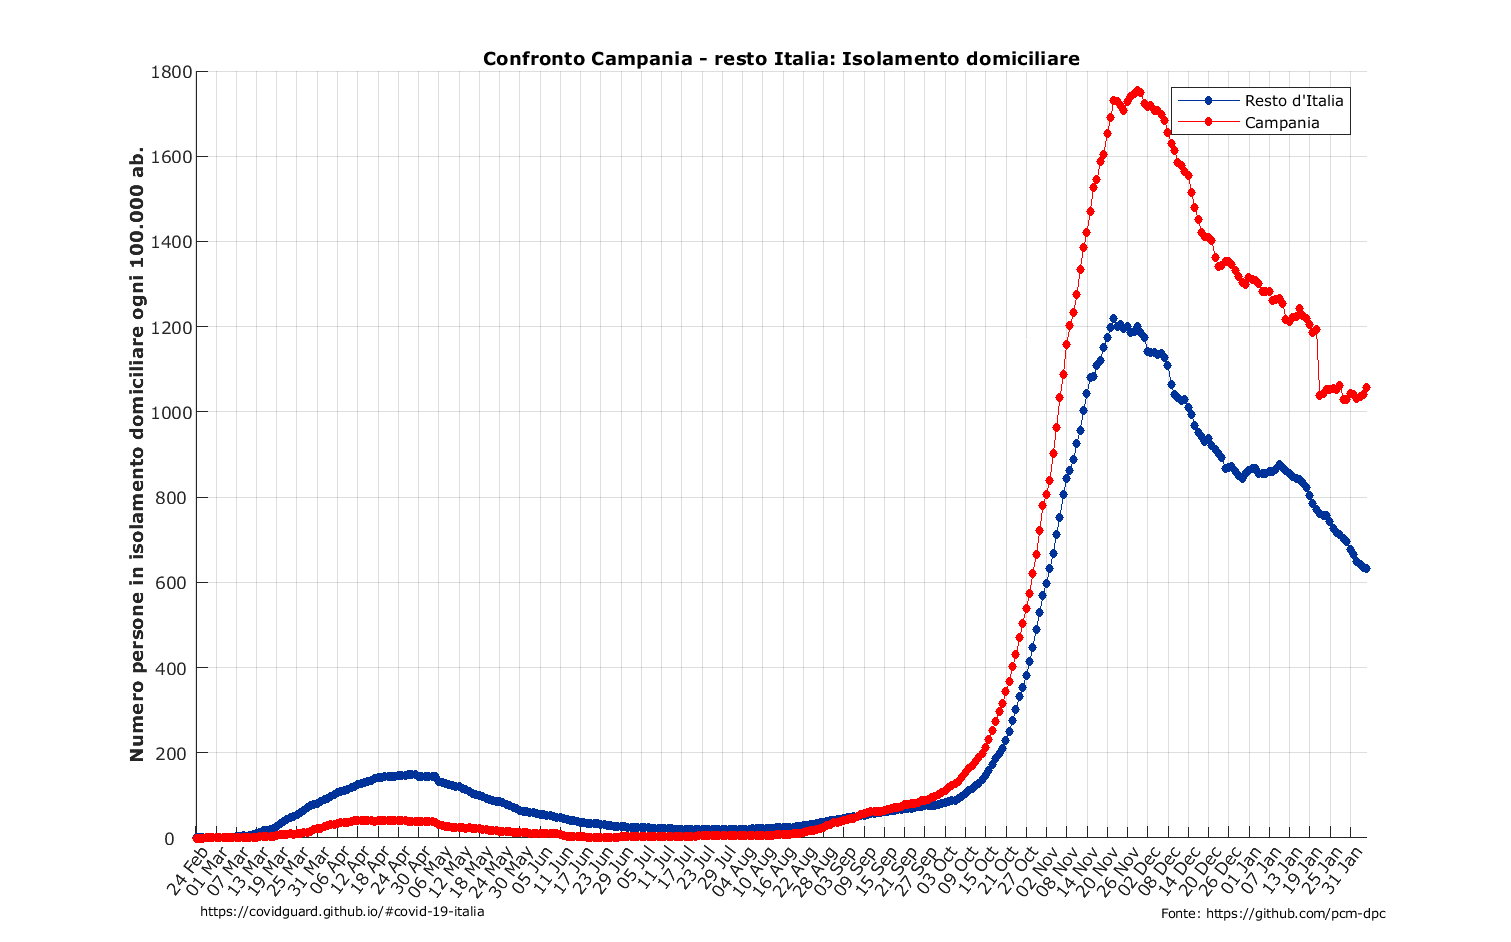 Confronto Campania - resto Italia: Isolamento domiciliare
Numero persone in isolamento domiciliare ogni 100.000 ab.
1800
1600
1400
1200
1000
800
600
400
200
0
Resto d'Italia
Campania
24 Feb
01 Mar
07 Mar
13 Mar
19 Mar
25 Mar
31 Mar
06 Apr
12 Apr
18 Apr
24 Apr
30 Apr
06 May
12 May
18 May
24 May
30 May
05 Jun
11 Jun
17 Jun
23 Jun
29 Jun
05 Jul
11 Jul
17 Jul
23 Jul
29 Jul
04 Aug
10 Aug
16 Aug
22 Aug
28 Aug
03 Sep
09 Sep
15 Sep
21 Sep
27 Sep
03 Oct
09 Oct
15 Oct
21 Oct
27 Oct
02 Nov
08 Nov
14 Nov
20 Nov
26 Nov
02 Dec
08 Dec
14 Dec
20 Dec
26 Dec
01 Jan
07 Jan
13 Jan
19 Jan
25 Jan
31 Jan
https://covidguard.github.io/#covid-19-italia
Fonte: https://github.com/pcm-dpc